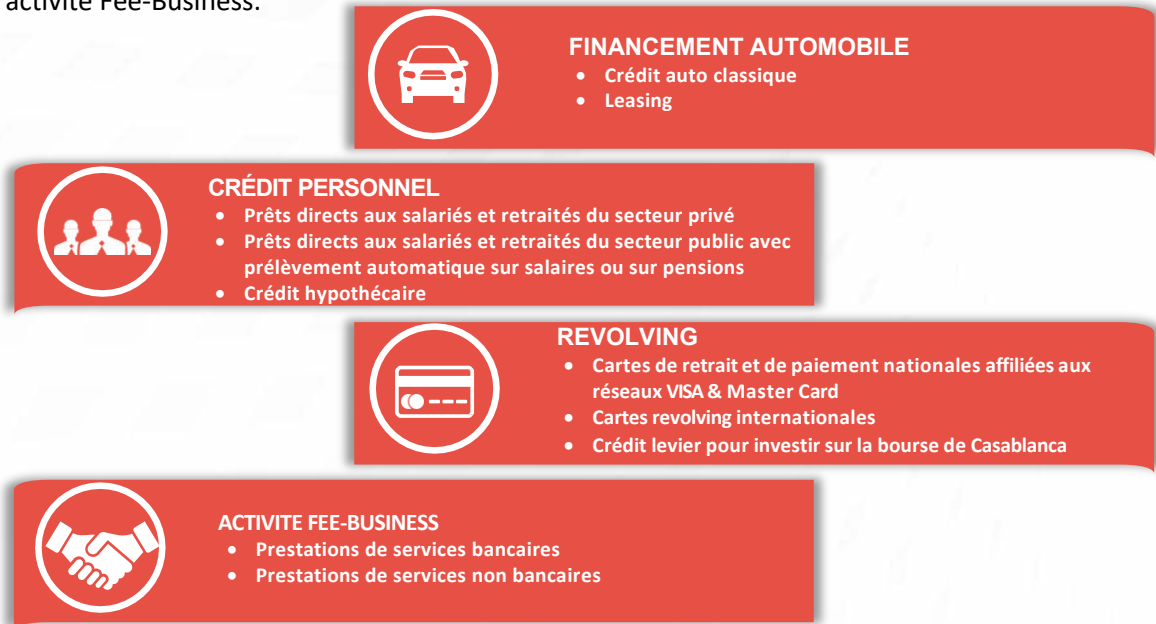 activité Fee-Business.
FINANCEMENT AUTOMOBILE
• Crédit auto classique
• Leasing
CRÉDIT PERSONNEL
• Prêts directs aux salariés et retraités du secteur privé
• Prêts directs aux salariés et retraités du secteur public avec
prélèvement automatique sur salaires ou sur pensions
• Crédit hypothécaire
REVOLVING
• Cartes de retrait et de paiement nationales affiliées aux
réseaux VISA & Master Card
• Cartes revolving internationales
• Crédit levier pour investir sur la bourse de Casablanca
ACTIVITE FEE-BUSINESS
• Prestations de services bancaires
• Prestations de services non bancaires